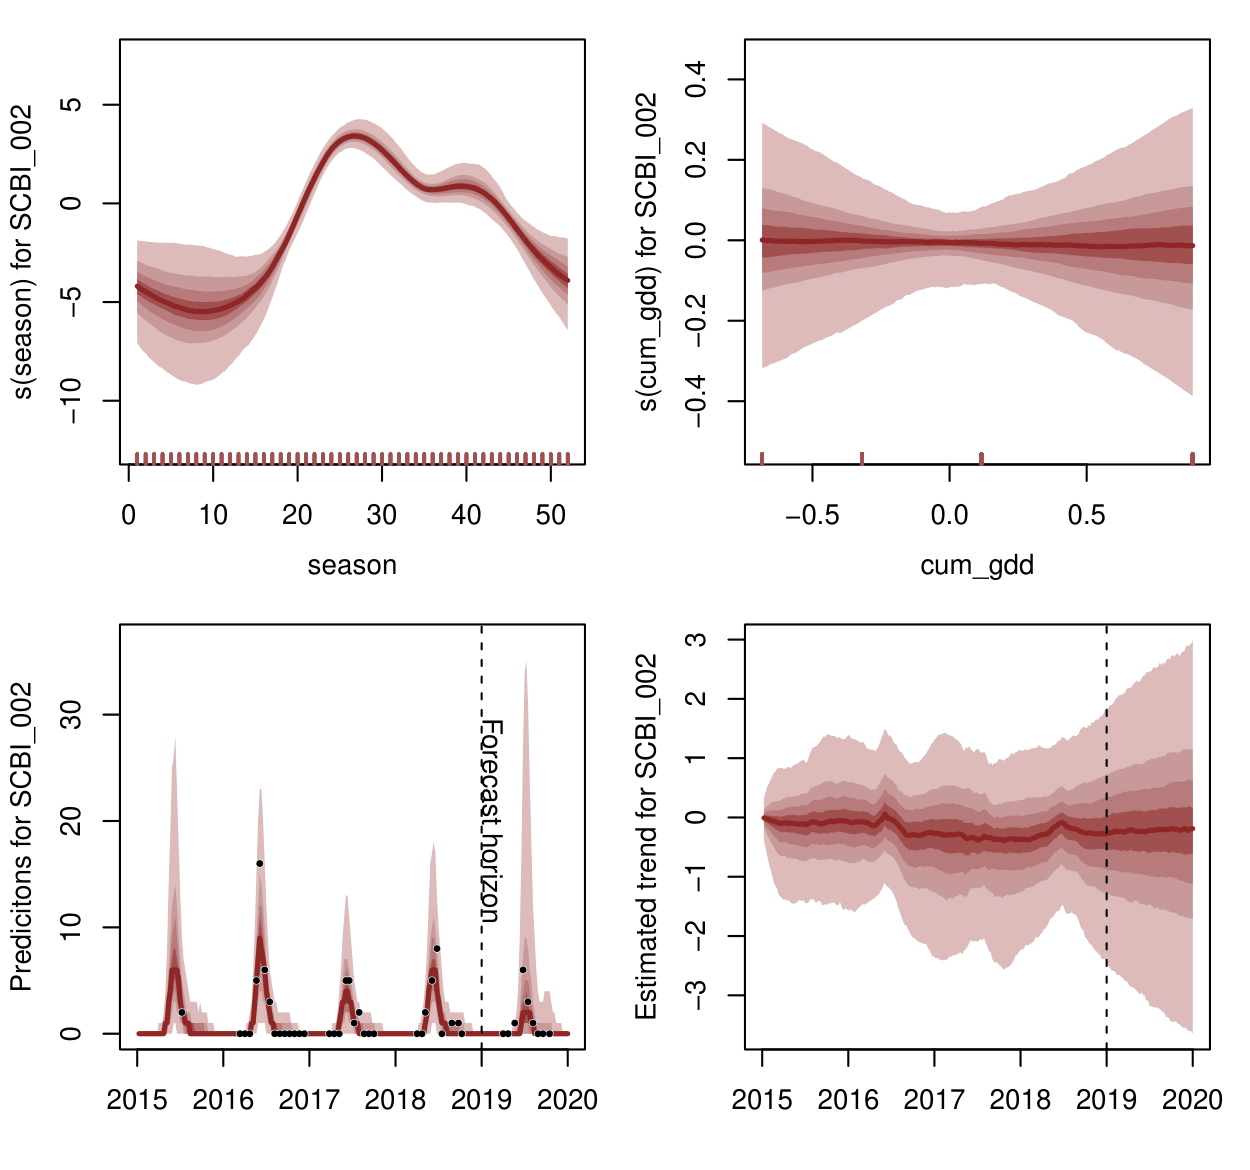 s(season) for SCBI_002
5
0
−5
−10
0 10 20 30 40 50
season
s(cum_gdd) for SCBI_002
0.4
0.2
0.0
−0.2
−0.4
−0.5 0.0 0.5
cum_gdd
Predicitons for SCBI_002
30
20
10
0
Forecast horizon
2015 2016 2017 2018 2019 2020
Estimated trend for SCBI_002
3
2
1
0
−1
−2
−3
2015 2016 2017 2018 2019 2020